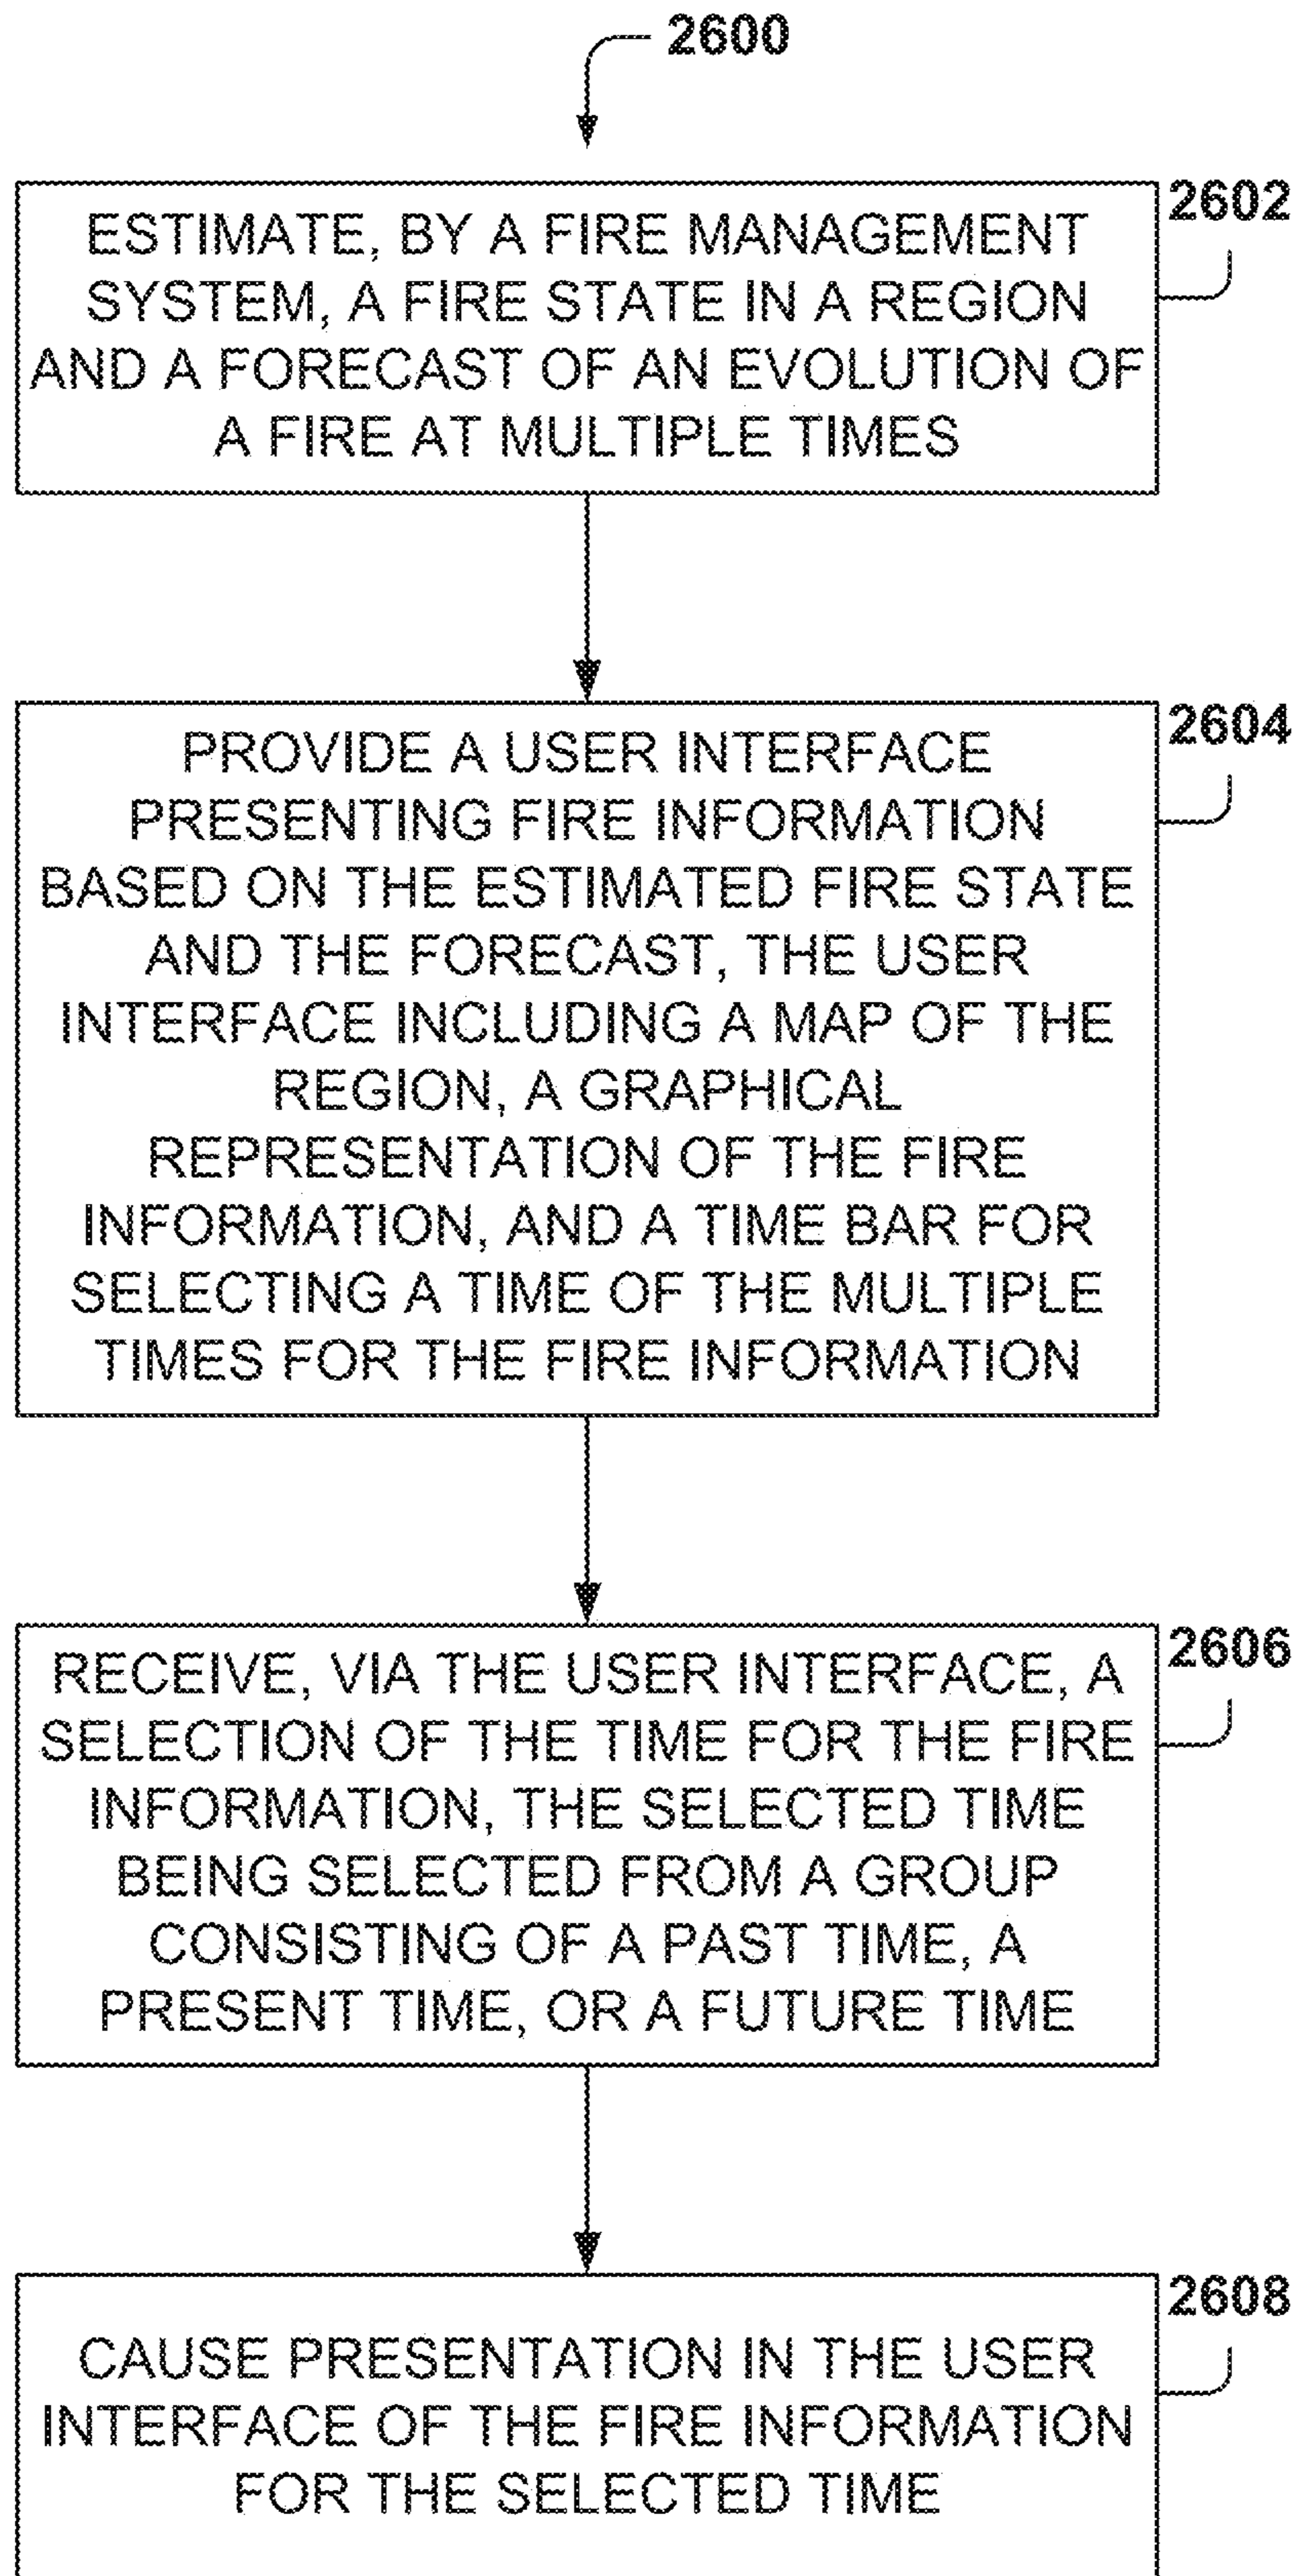 2600
2602
ESTIMATE, BY A FIRE MANAGEMENT
SYSTEM, A FIRE STATE IN A REGION
AND A FORECAST OF AN EVOLUTION OF
A FIRE AT MULTIPLE TIMES
2604
PROVIDE A USER INTERFACE
PRESENTING FIRE INFORMATION
BASED ON THE ESTIMATED FIRE STATE
AND THE FORECAST, THE USER
INTERFACE INCLUDING A MAP OF THE
REGION, A GRAPHICAL
REPRESENTATION OF THE FIRE
INFORMATION, AND A TIME BAR FOR
SELECTING A TIME OF THE MULTIPLE
TIMES FOR THE FIRE INFORMATION
2606
RECEIVE, VIA THE USER INTERFACE, A
SELECTION OF THE TIME FOR THE FIRE
INFORMATION, THE SELECTED TIME
BEING SELECTED FROM A GROUP
CONSISTING OF A PAST TIME, A
PRESENT TIME, OR A FUTURE TIME
2608
CAUSE PRESENTATION IN THE USER
INTERFACE OF THE FIRE INFORMATION
FOR THE SELECTED TIME